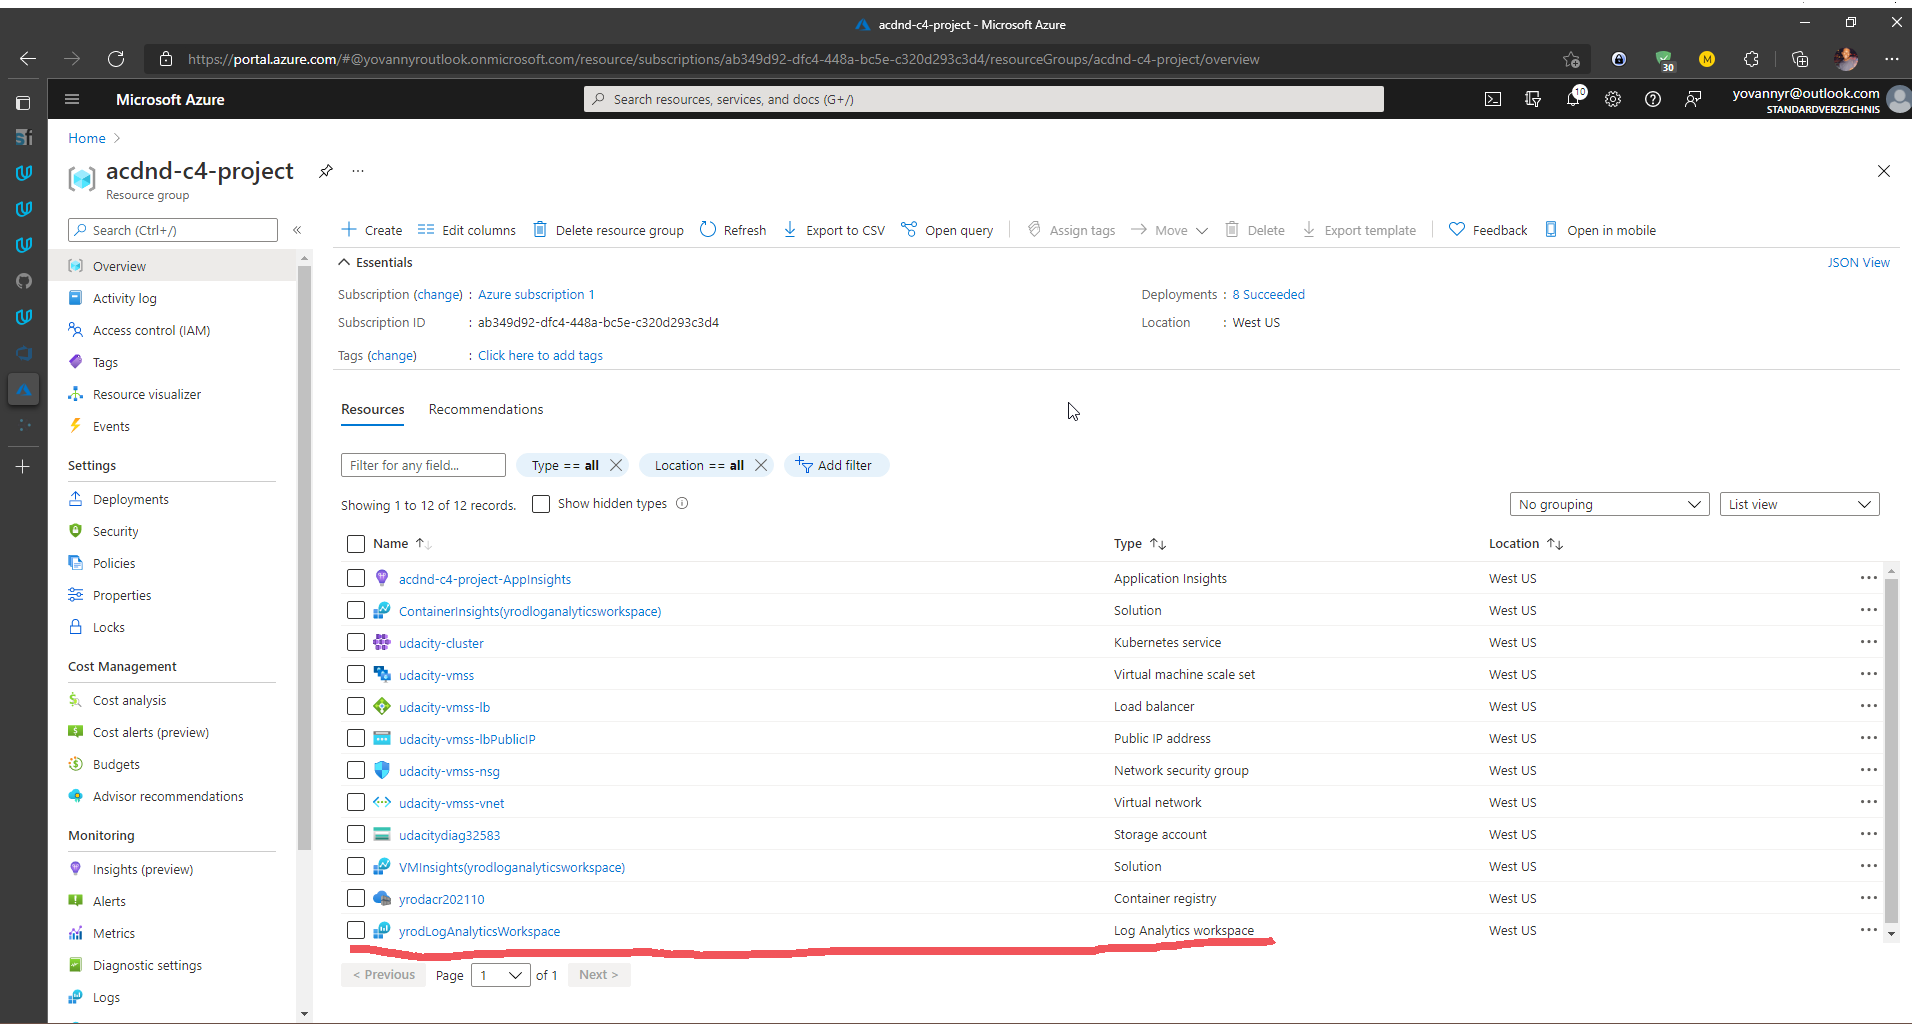 acdnd-c4-project - Microsoft Azure
https://portal.azure.com/#@yovannyroutlook.onmicrosoft.com/resource/subscriptions/ab349d92-dfc4-448a-bc5e-c320d293c3d4/resourceGroups/acdnd-c4-project/overview
30
M
Microsoft Azure
Search resources, services, and docs (G+/)
10
yovannyr@outlook.com
STANDARDVERZEICHNIS
Home
acdnd-c4-project
Resource group
Search (Ctrl+/)
Create
Edit columns
Delete resource group
Refresh
Export to CSV
Open query
Assign tags
Move
Delete
Export template
Feedback
Open in mobile
Overview
Activity log
Access control (IAM)
Tags
Resource visualizer
Events
Settings
Deployments
Security
Policies
Properties
Locks
Cost Management
Cost analysis
Cost alerts (preview)
Budgets
Advisor recommendations
Monitoring
Insights (preview)
Alerts
Metrics
Diagnostic settings
Logs
Essentials
JSON View
Subscription (change) : Azure subscription 1
Deployments : 8 Succeeded
Subscription ID : ab349d92-dfc4-448a-bc5e-c320d293c3d4
Location : West US
Tags (change) : Click here to add tags
Resources
Recommendations
Filter for any field...
Type == all
Location == all
Add filter
Showing 1 to 12 of 12 records.
Show hidden types
No grouping
List view
Name Type Location
acdnd-c4-project-AppInsights Application Insights West US
ContainerInsights(yrodloganalyticsworkspace) Solution West US
udacity-cluster Kubernetes service West US
udacity-vmss Virtual machine scale set West US
udacity-vmss-lb Load balancer West US
udacity-vmss-lbPublicIP Public IP address West US
udacity-vmss-nsg Network security group West US
udacity-vmss-vnet Virtual network West US
udacitydiag32583 Storage account West US
VMInsights(yrodloganalyticsworkspace) Solution West US
yrodacr202110 Container registry West US
yrodLogAnalyticsWorkspace Log Analytics workspace West US
< Previous
Page 1 of 1
Next >